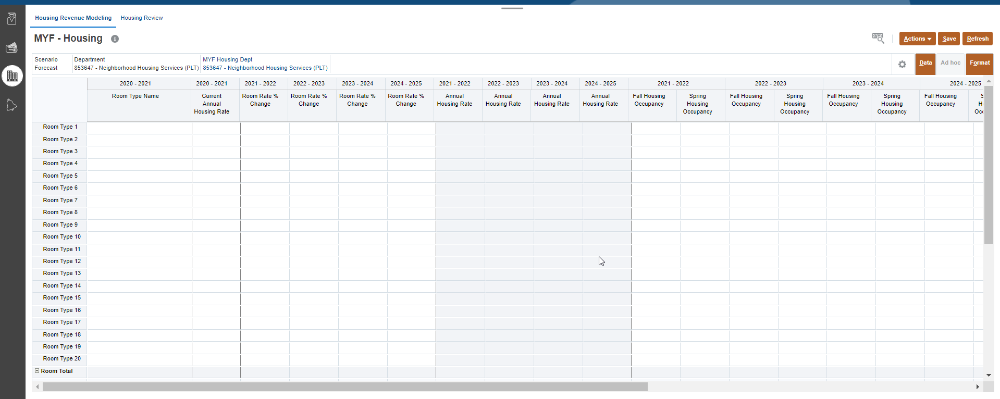 Housing Revenue Modeling Housing Review
MYF - Housing
Actions Save Refresh
Scenario Department MYF Housing Dept
Forecast 853647 - Neighborhood Housing Services (PLT) 853647 - Neighborhood Housing Services (PLT)
Data Ad hoc Format
2020 - 2021 2020 - 2021 2021 - 2022 2022 - 2023 2023 - 2024 2024 - 2025 2021 - 2022 2022 - 2023 2023 - 2024 2024 - 2025 2021 - 2022 2022 - 2023 2023 - 2024 2024 - 2025
Room Type Name Current Room Rate % Room Rate % Room Rate % Room Rate % Annual Annual Annual Annual Fall Housing Spring Fall Housing Spring Fall Housing Spring Fall Housing S
Annual Change Change Change Change Housing Rate Housing Rate Housing Rate Housing Rate Occupancy Housing Occupancy Housing Occupancy Housing Occupancy H
Housing Rate Occupancy Occupancy Occupancy Occ
Room Type 1
Room Type 2
Room Type 3
Room Type 4
Room Type 5
Room Type 6
Room Type 7
Room Type 8
Room Type 9
Room Type 10
Room Type 11
Room Type 12
Room Type 13
Room Type 14
Room Type 15
Room Type 16
Room Type 17
Room Type 18
Room Type 19
Room Type 20
Room Total